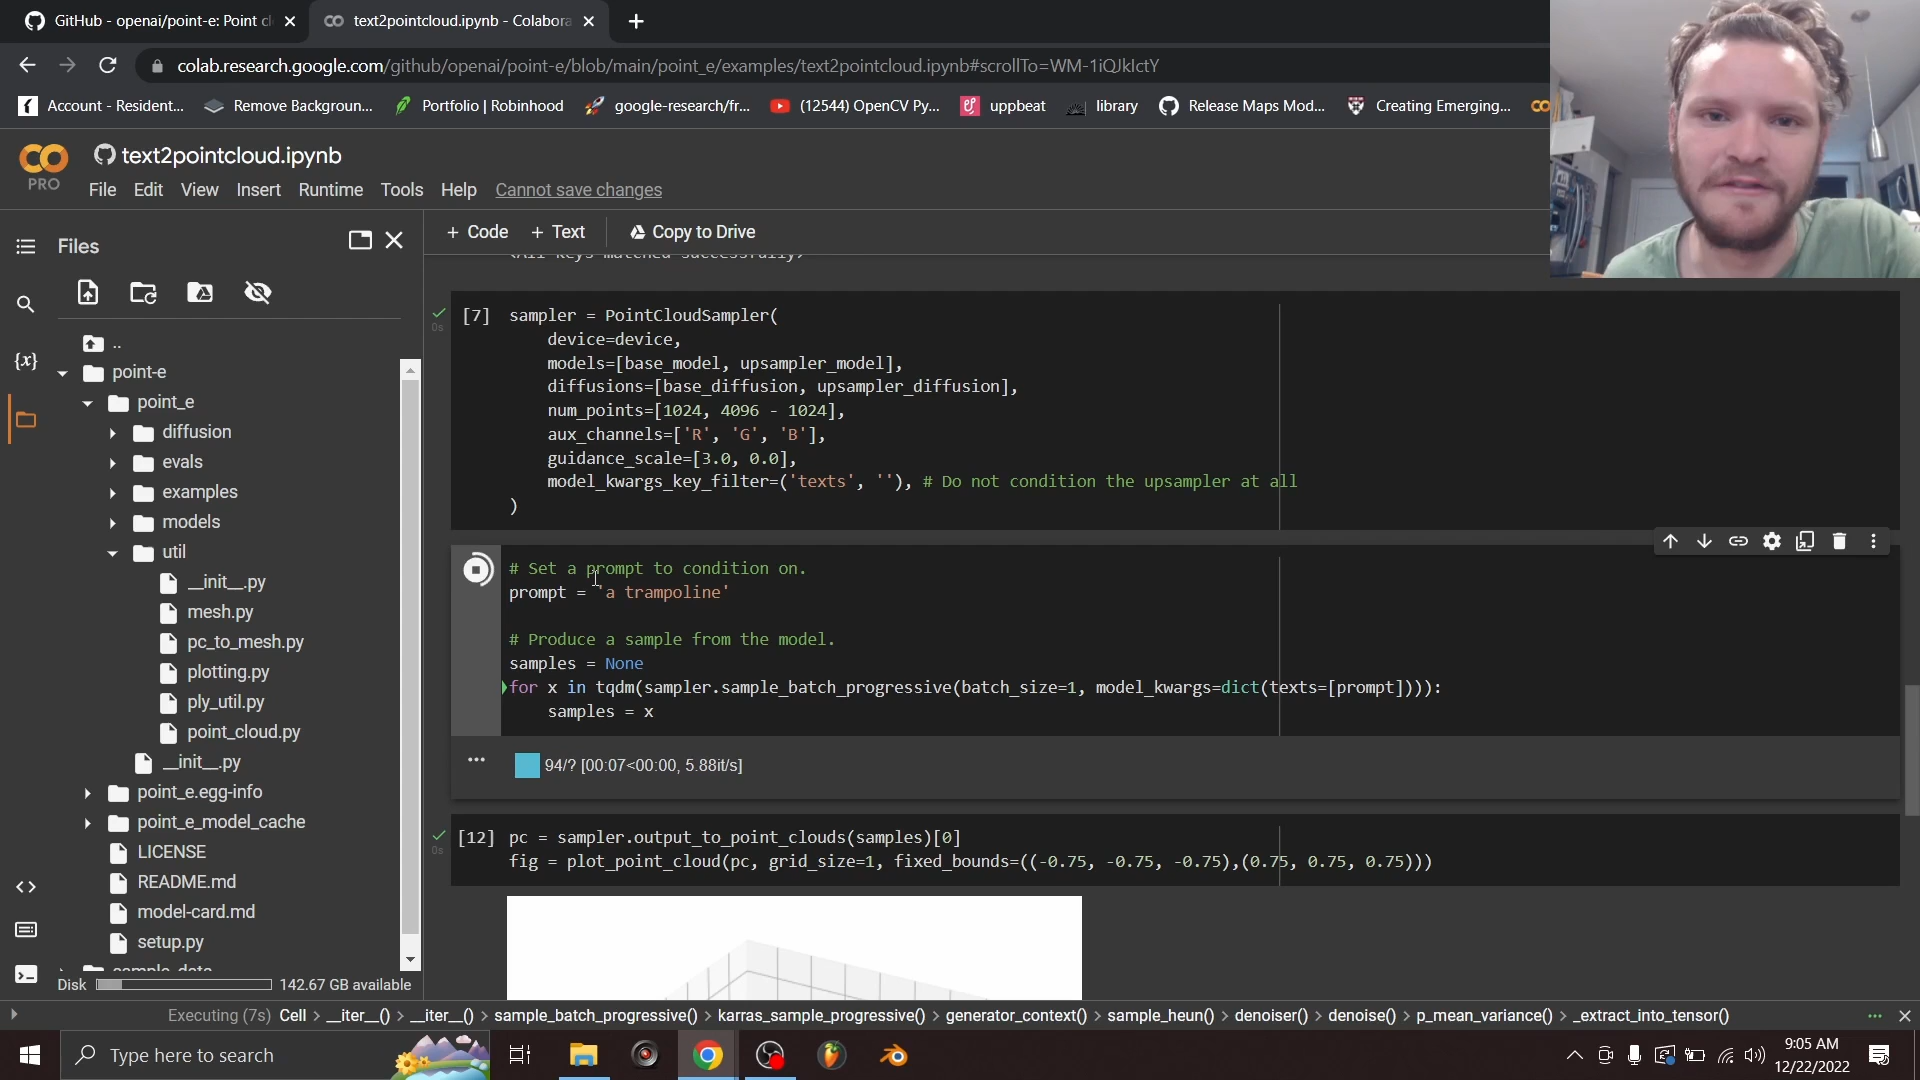 GitHub - openai/point-e: Point cl
text2pointcloud.ipynb - Colabora
colab.research.google.com/github/openai/point-e/blob/main/point_e/examples/text2pointcloud.ipynb#scrollTo=WM-1iQJkIctY
Account - Resident...
Remove Backgroun...
Portfolio | Robinhood
google-research/fr...
(12544) OpenCV Py...
uppbeat
library
Release Maps Mod...
Creating Emerging...
PRO
text2pointcloud.ipynb
File Edit View Insert Runtime Tools Help Cannot save changes
Files
+ Code + Text Copy to Drive
<All keys matched successfully>
..
point-e
point_e
diffusion
evals
examples
models
util
__init__.py
mesh.py
pc_to_mesh.py
plotting.py
ply_util.py
point_cloud.py
__init__.py
point_e.egg-info
point_e_model_cache
LICENSE
README.md
model-card.md
setup.py
sample_data
Disk 142.67 GB available
0s
[7] sampler = PointCloudSampler(
device=device,
models=[base_model, upsampler_model],
diffusions=[base_diffusion, upsampler_diffusion],
num_points=[1024, 4096 - 1024],
aux_channels=['R', 'G', 'B'],
guidance_scale=[3.0, 0.0],
model_kwargs_key_filter=('texts', ''), # Do not condition the upsampler at all
)
# Set a prompt to condition on.
prompt = 'a trampoline'
# Produce a sample from the model.
samples = None
for x in tqdm(sampler.sample_batch_progressive(batch_size=1, model_kwargs=dict(texts=[prompt]))):
samples = x
94/? [00:07<00:00, 5.88it/s]
0s
[12] pc = sampler.output_to_point_clouds(samples)[0]
fig = plot_point_cloud(pc, grid_size=1, fixed_bounds=((-0.75, -0.75, -0.75),(0.75, 0.75, 0.75)))
Executing (7s) Cell > __iter__() > __iter__() > sample_batch_progressive() > karras_sample_progressive() > generator_context() > sample_heun() > denoiser() > denoise() > p_mean_variance() > _extract_into_tensor()
Type here to search
9:05 AM
12/22/2022